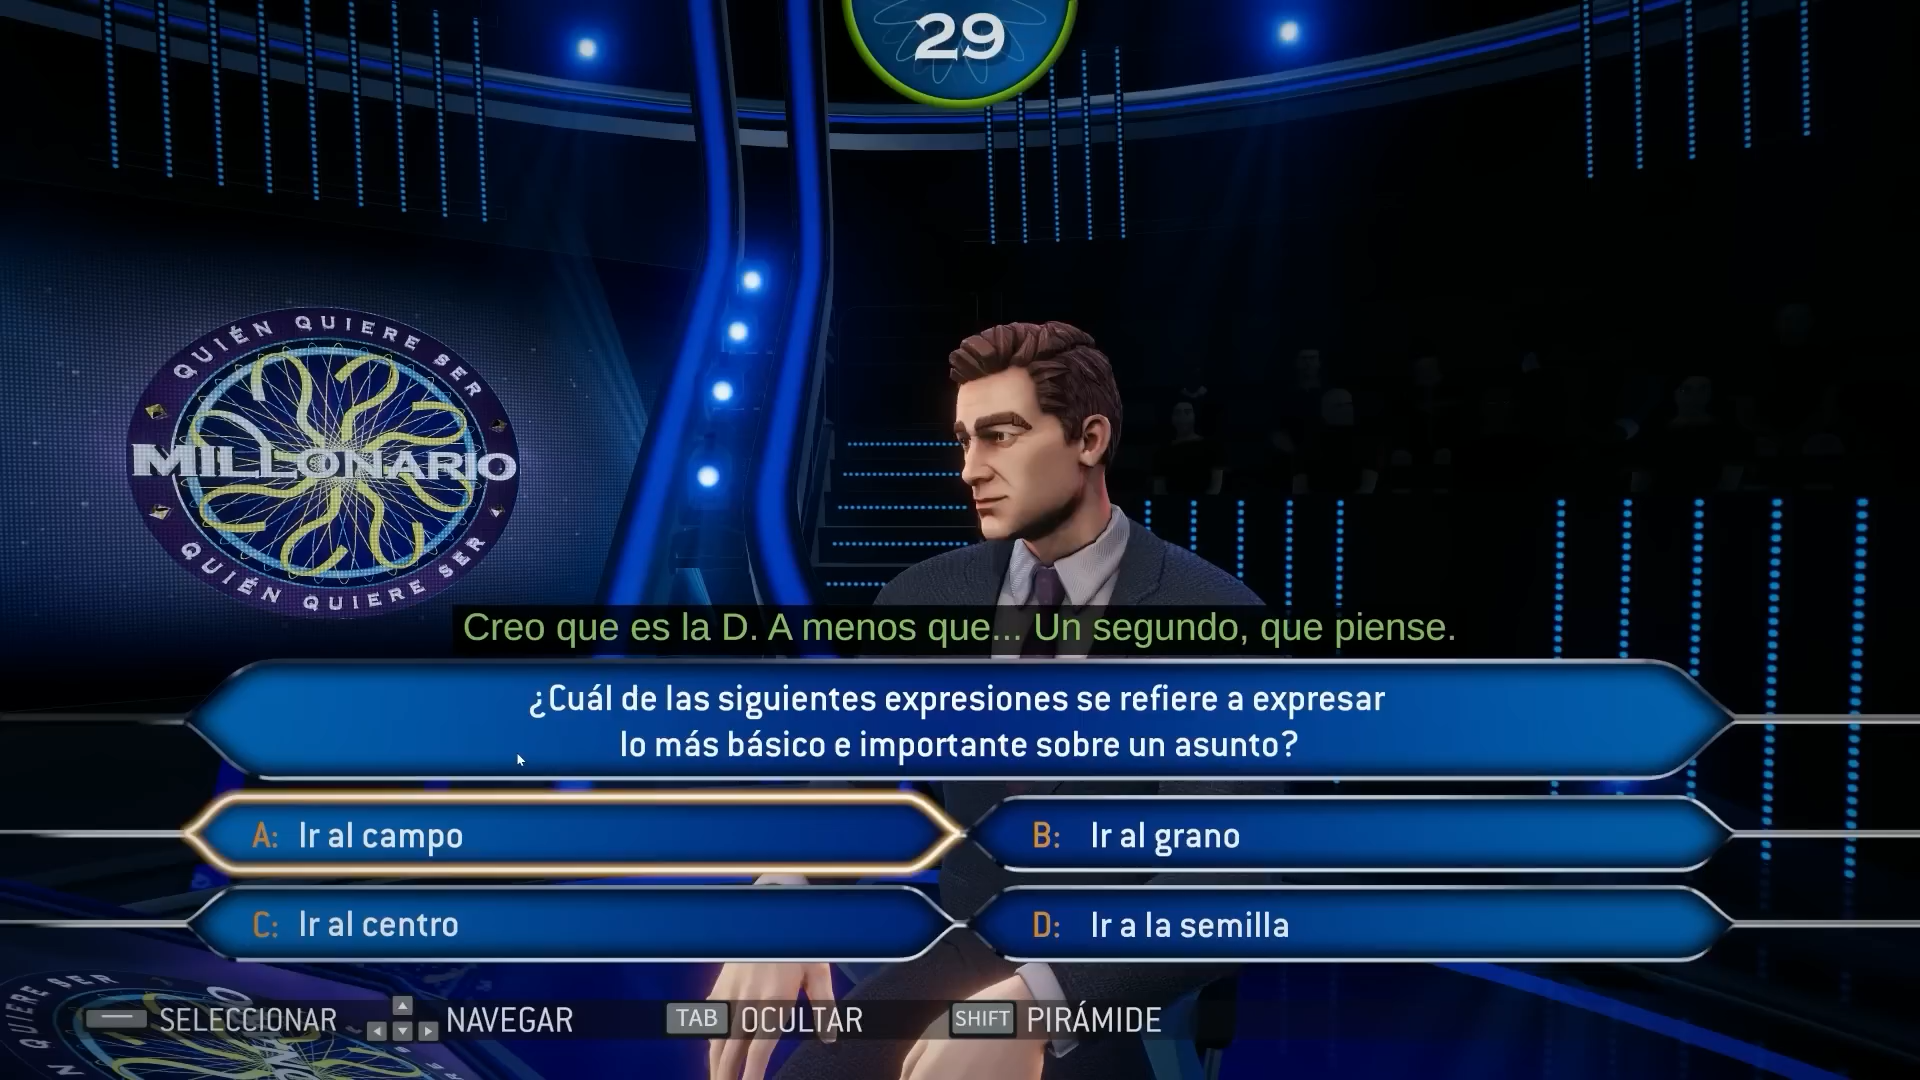 29
QUIÉN QUIERE SER
MILLONARIO
QUIÉN QUIERE SER
Creo que es la D. A menos que... Un segundo, que piense.
¿Cuál de las siguientes expresiones se refiere a expresar
lo más básico e importante sobre un asunto?
A: Ir al campo
B: Ir al grano
C: Ir al centro
D: Ir a la semilla
SELECCIONAR
NAVEGAR
TAB OCULTAR
SHIFT PIRÁMIDE